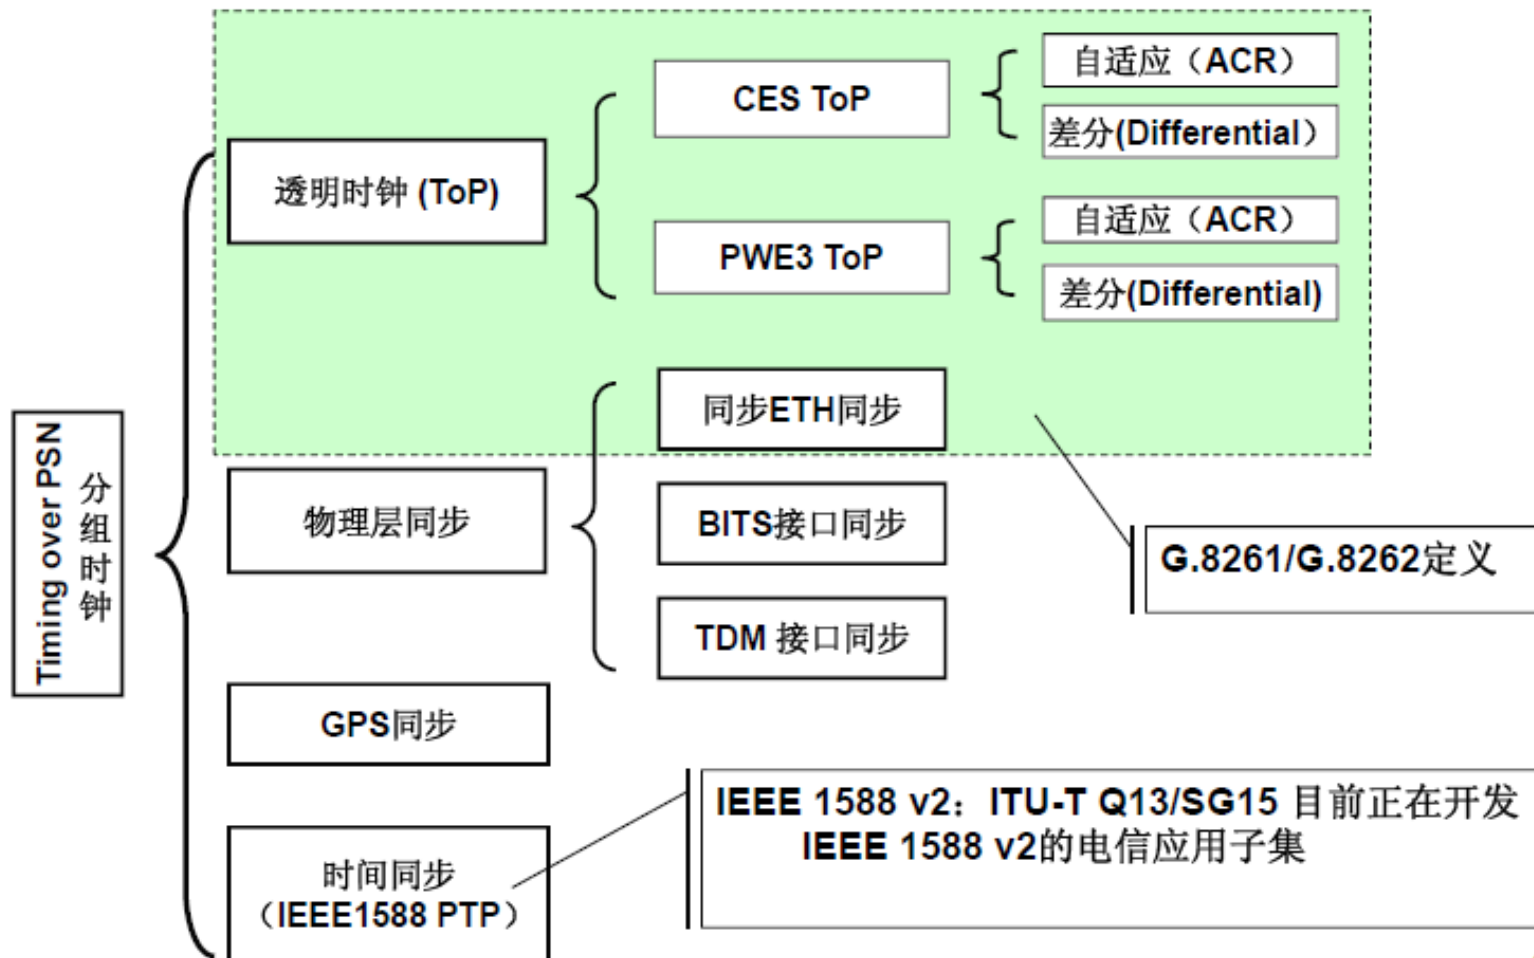 Timing over PSN
分组时钟
透明时钟 (ToP)
CES ToP
自适应（ACR）
差分(Differential）
PWE3 ToP
自适应（ACR）
差分(Differential)
物理层同步
同步ETH同步
BITS接口同步
TDM 接口同步
G.8261/G.8262定义
GPS同步
时间同步
（IEEE1588 PTP）
IEEE 1588 v2：ITU-T Q13/SG15 目前正在开发
IEEE 1588 v2的电信应用子集